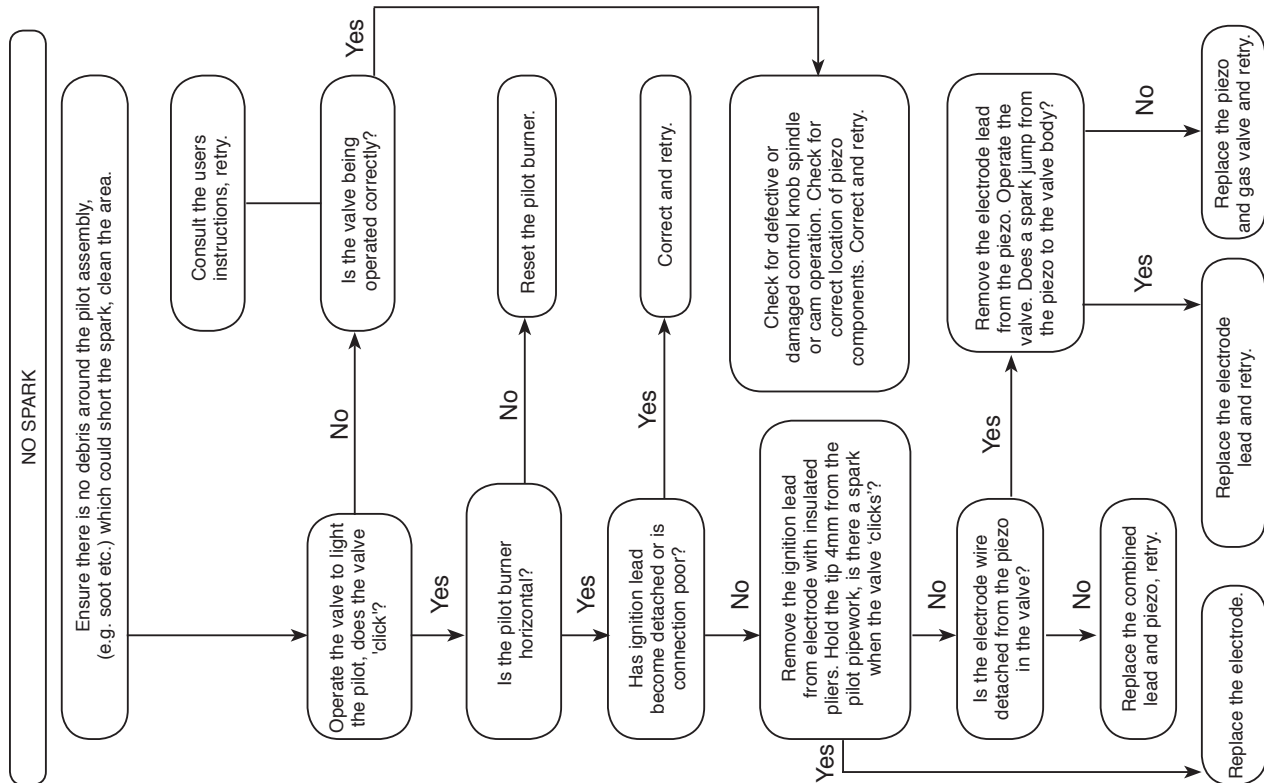 NO SPARK
Ensure there is no debris around the pilot assembly,
(e.g. soot etc.) which could short the spark, clean the area.
Consult the users
instructions, retry.
Operate the valve to light
the pilot, does the valve
'click'?
No
Is the valve being
operated correctly?
Yes
Yes
Is the pilot burner
horizontal?
No
Reset the pilot burner.
Yes
Has ignition lead
become detached or is
connection poor?
Yes
Correct and retry.
No
Remove the ignition lead
from electrode with insulated
pliers. Hold the tip 4mm from the
pilot pipework, is there a spark
when the valve 'clicks'?
Check for defective or
damaged control knob spindle
or cam operation. Check for
correct location of piezo
components. Correct and retry.
Yes
No
Is the electrode wire
detached from the piezo
in the valve?
Yes
Remove the electrode lead
from the piezo. Operate the
valve. Does a spark jump from
the piezo to the valve body?
No
Replace the combined
lead and piezo, retry.
Yes
No
Replace the electrode.
Replace the electrode
lead and retry.
Replace the piezo
and gas valve and retry.